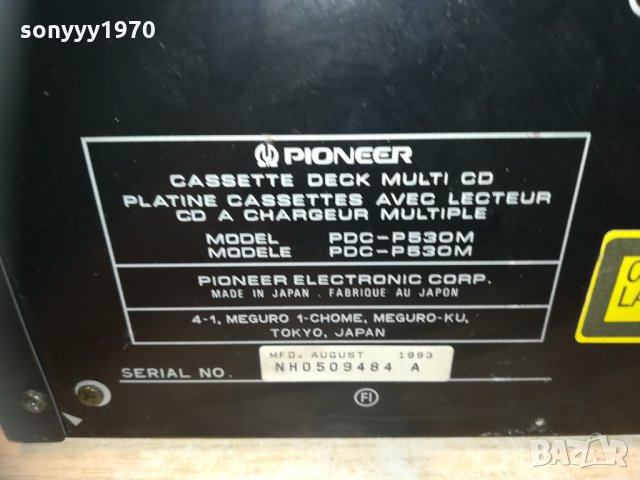 sonyyy1970
PIONEER
CASSETTE DECK MULTI CD
PLATINE CASSETTES AVEC LECTEUR
CD A CHARGEUR MULTIPLE
MODEL PDC-P530M
MODELE PDC-P530M
PIONEER ELECTRONIC CORP.
MADE IN JAPAN . FABRIQUE AU JAPON
4-1, MEGURO 1-CHOME, MEGURO-KU,
TOKYO, JAPAN
MFD. AUGUST 1993
SERIAL NO. NH0509484 A
FI
BAZAR